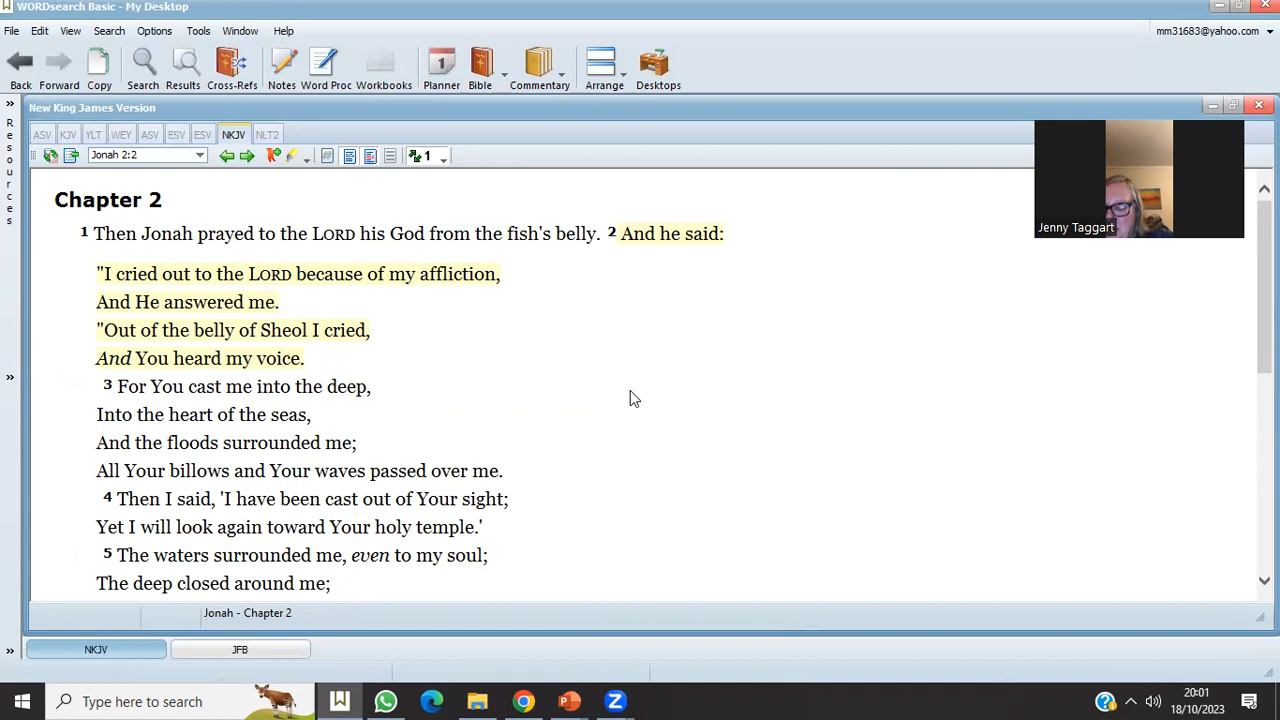 WORDsearch Basic - My Desktop
File Edit View Search Options Tools Window Help mm31683@yahoo.com
Back Forward Copy Search Results Cross-Refs Notes Word Proc Workbooks Planner Bible Commentary Arrange Desktops
»
Resources
New King James Version
ASV KJV YLT WEY ASV ESV ESV NKJV NLT2
Jonah 2:2 1
Jenny Taggart
Chapter 2
1 Then Jonah prayed to the LORD his God from the fish's belly. 2 And he said:
"I cried out to the LORD because of my affliction,
And He answered me.
"Out of the belly of Sheol I cried,
And You heard my voice.
3 For You cast me into the deep,
Into the heart of the seas,
And the floods surrounded me;
All Your billows and Your waves passed over me.
4 Then I said, 'I have been cast out of Your sight;
Yet I will look again toward Your holy temple.'
5 The waters surrounded me, even to my soul;
The deep closed around me;
»
Jonah - Chapter 2
» NKJV JFB
Type here to search
20:01
18/10/2023